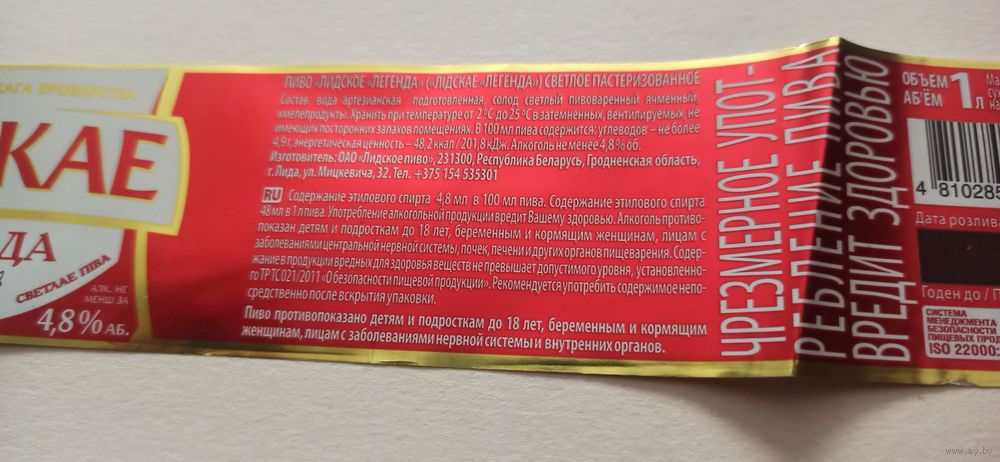 КАГА БРОВАРСТВА
КАЕ
ДА
СВЕТЛАЕ ПІВА
АЛК. НЕ
МЕНШ ЗА
4,8% АБ.
ПИВО «ЛИДСКОЕ «ЛЕГЕНДА» («ЛІДСКАЕ «ЛЕГЕНДА») СВЕТЛОЕ ПАСТЕРИЗОВАННОЕ
Состав: вода артезианская подготовленная, солод светлый пивоваренный ячменный,
хмелепродукты. Хранить при температуре от 2°С до 25°С в затемненных, вентилируемых, не
имеющих посторонних запахов помещениях. В 100 мл пива содержится: углеводов – не более
4,9 г, энергетическая ценность – 48,2 ккал / 201,8 кДж. Алкоголь не менее 4,8% об.
Изготовитель: ОАО «Лидское пиво», 231300, Республика Беларусь, Гродненская область,
г. Лида, ул. Мицкевича, 32. Тел. +375 154 535301
RU Содержание этилового спирта 4,8 мл в 100 мл пива. Содержание этилового спирта
48 мл в 1 л пива. Употребление алкогольной продукции вредит Вашему здоровью. Алкоголь противо-
показан детям и подросткам до 18 лет, беременным и кормящим женщинам, лицам с
заболеваниями центральной нервной системы, почек, печени и других органов пищеварения. Содер-
жание в продукции вредных для здоровья веществ не превышает допустимого уровня, установленно-
го ТР ТС 021/2011 «О безопасности пищевой продукции». Рекомендуется употребить содержимое непо-
средственно после вскрытия упаковки.
Пиво противопоказано детям и подросткам до 18 лет, беременным и кормящим
женщинам, лицам с заболеваниями нервной системы и внутренних органов.
ЧРЕЗМЕРНОЕ УПОТ-
РЕБЛЕНИЕ ПИВА
ВРЕДИТ ЗДОРОВЬЮ
ОБЪЕМ
АБ'ЁМ
1 л
Ма
сух
на
4 810285
Дата розлив
Годен до / П
СИСТЕМА
МЕНЕДЖМЕНТА
БЕЗОПАСНОСТИ
ПИЩЕВЫХ ПРОД
ISO 22000:
www.ay.by